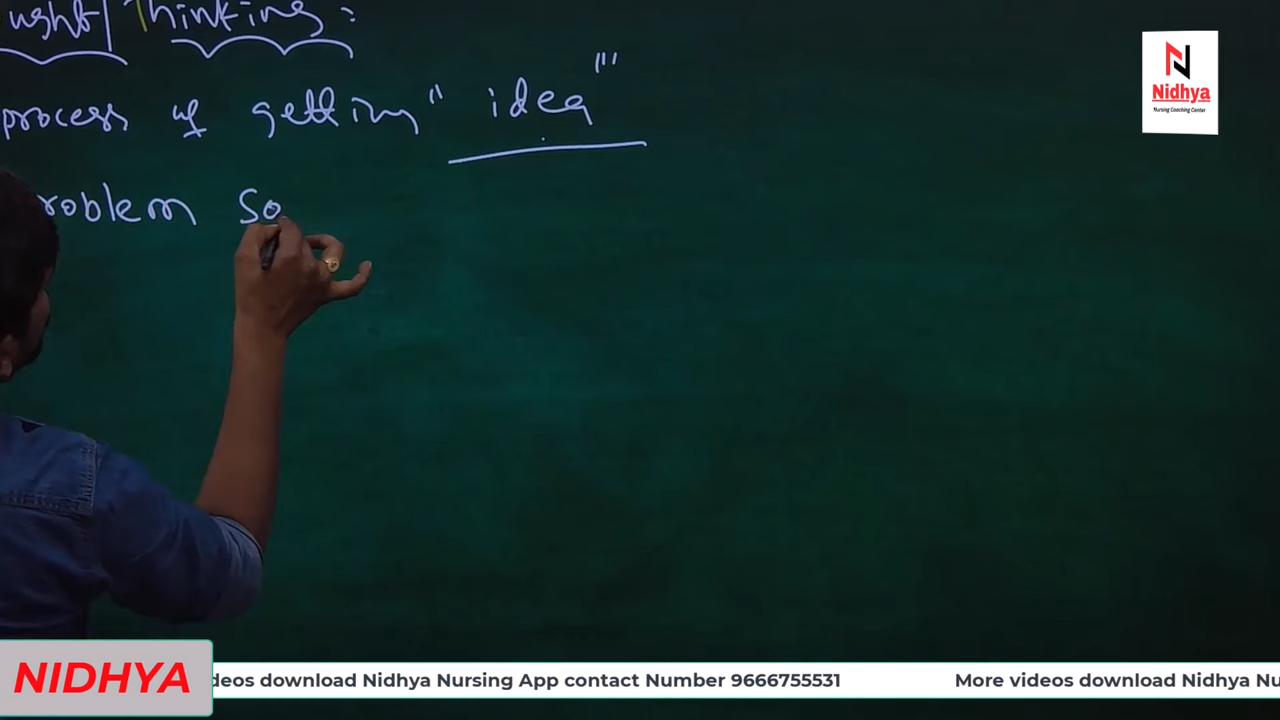 ught/Thinking:
process of getting "idea"
roblem So
Nidhya
Nursing Coaching Center
NIDHYA
deos download Nidhya Nursing App contact Number 9666755531 More videos download Nidhya Nu